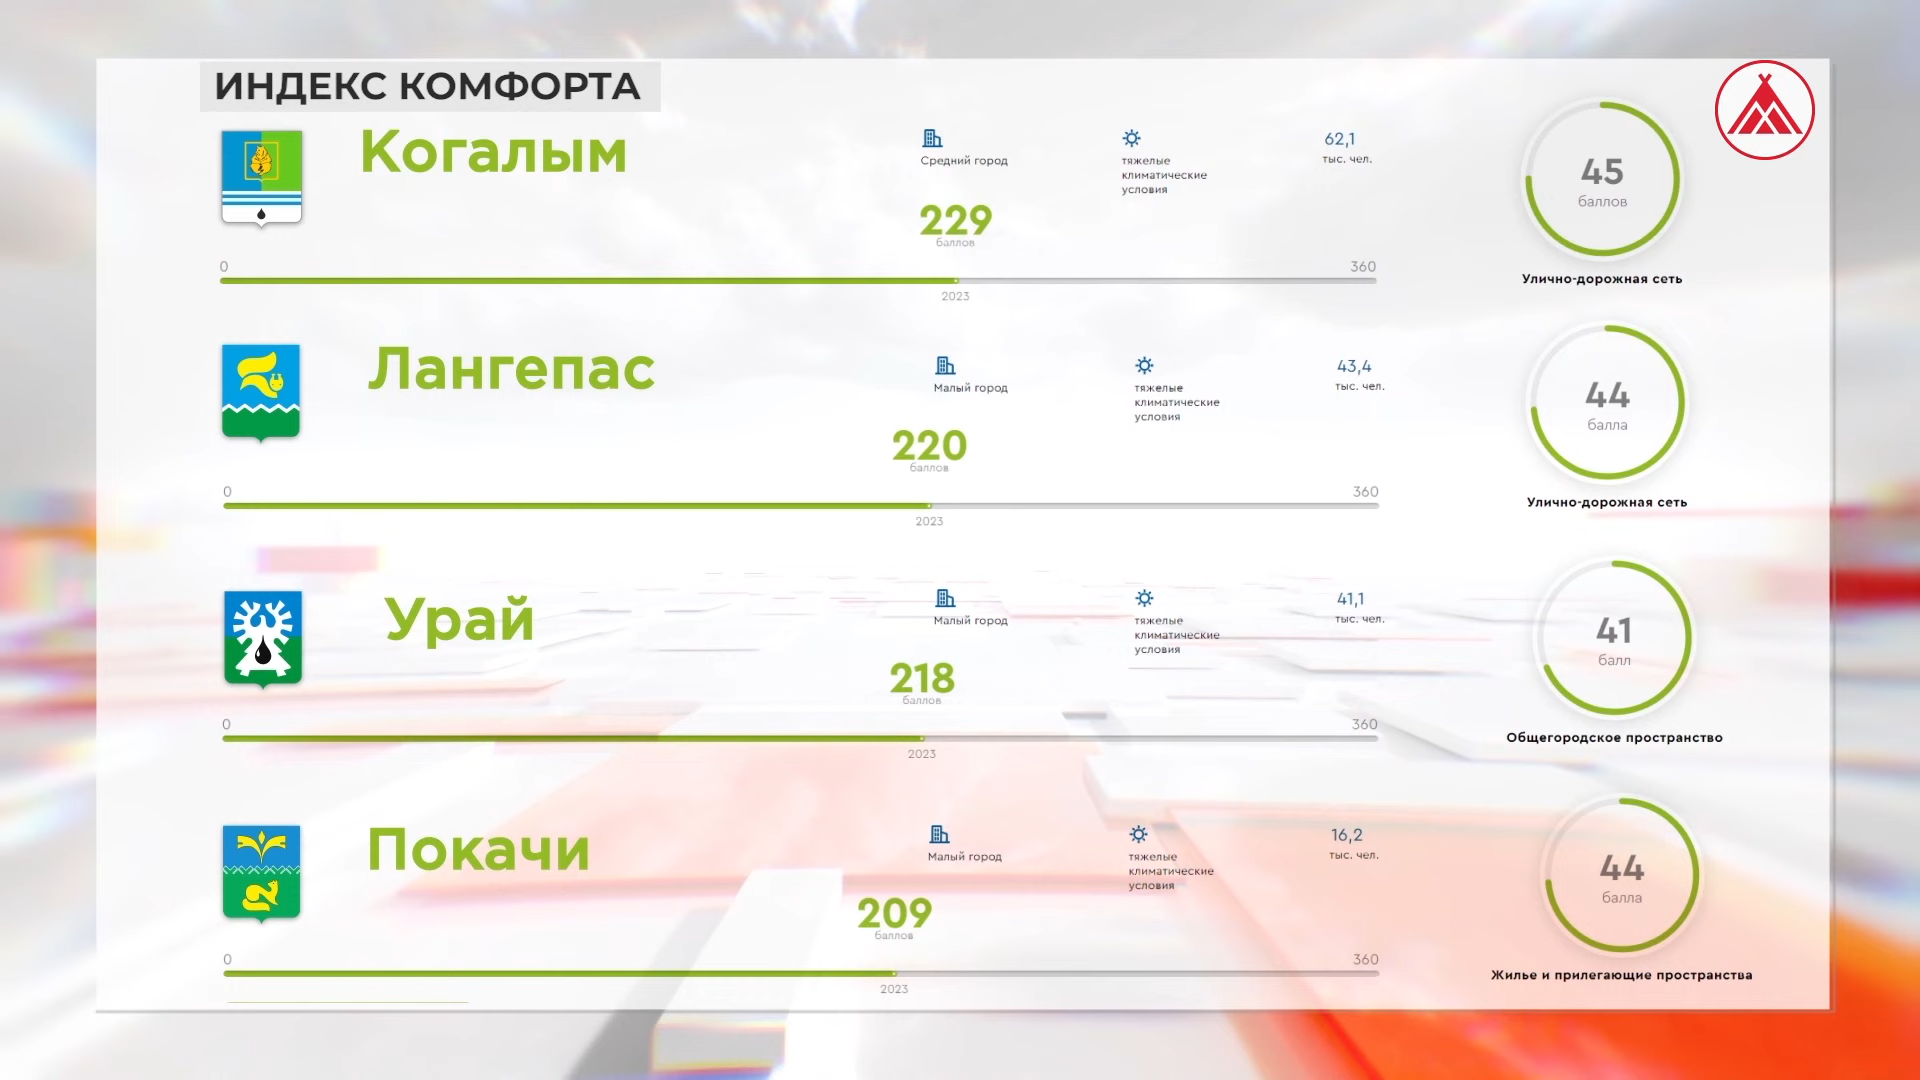 ИНДЕКС КОМФОРТА
Когалым
Средний город
тяжелые
климатические
условия
62,1
тыс. чел.
229
баллов
0
360
2023
45
баллов
Улично-дорожная сеть
Лангепас
Малый город
тяжелые
климатические
условия
43,4
тыс. чел.
220
баллов
0
360
2023
44
балла
Улично-дорожная сеть
Урай
Малый город
тяжелые
климатические
условия
41,1
тыс. чел.
218
баллов
0
360
2023
41
балл
Общегородское пространство
Покачи
Малый город
тяжелые
климатические
условия
16,2
тыс. чел.
209
баллов
0
360
2023
44
балла
Жилье и прилегающие пространства